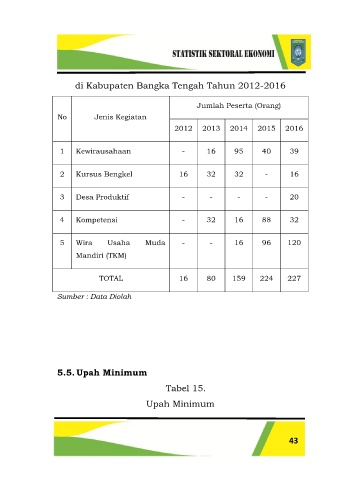 STATISTIK SEKTORAL EKONOMI
di Kabupaten Bangka Tengah Tahun 2012-2016
No Jenis Kegiatan Jumlah Peserta (Orang)
2012 2013 2014 2015 2016
1 Kewirausahaan - 16 95 40 39
2 Kursus Bengkel 16 32 32 - 16
3 Desa Produktif - - - - 20
4 Kompetensi - 32 16 88 32
5 Wira Usaha Muda - - 16 96 120
Mandiri (TKM)
TOTAL 16 80 159 224 227
Sumber : Data Diolah
5.5. Upah Minimum
Tabel 15.
Upah Minimum
43